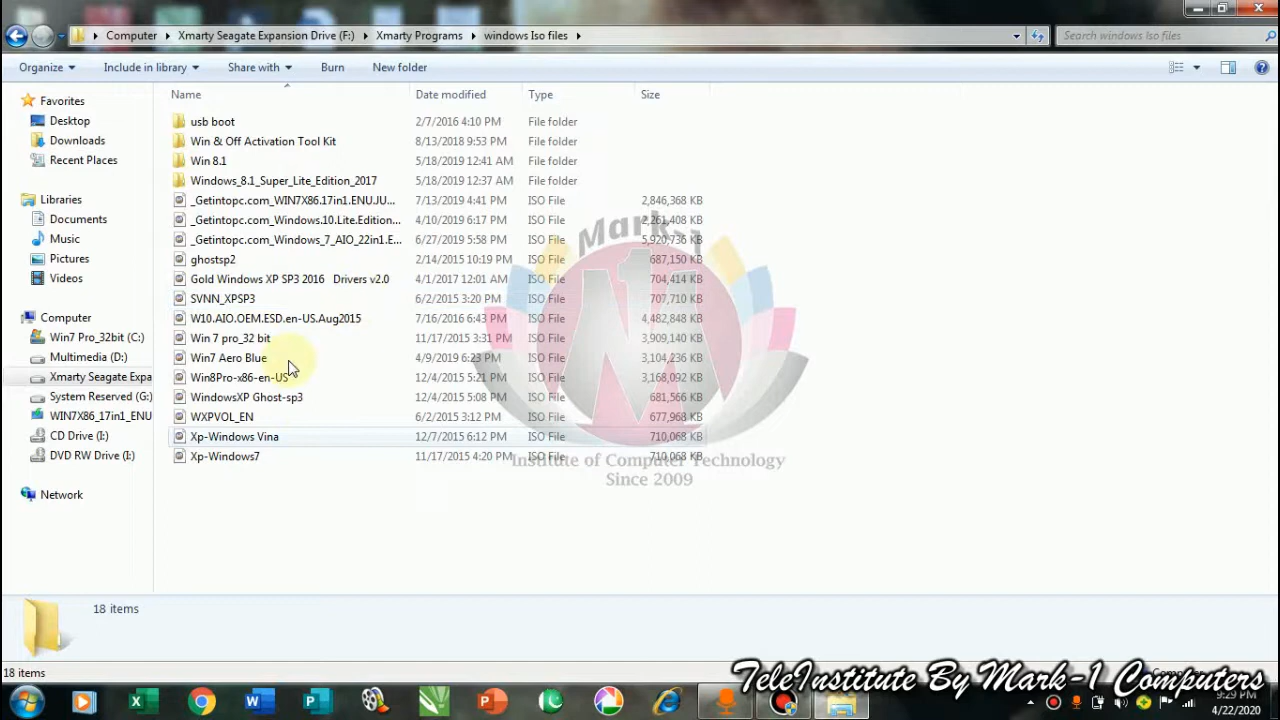 Computer Xmarty Seagate Expansion Drive (F:) Xmarty Programs windows Iso files Search windows Iso files
Organize Include in library Share with Burn New folder
Name Date modified Type Size
Favorites
Desktop
Downloads
Recent Places
Libraries
Documents
Music
Pictures
Videos
Computer
Win7 Pro_32bit (C:)
Multimedia (D:)
Xmarty Seagate Expa
System Reserved (G:)
WIN7X86_17in1_ENU
CD Drive (I:)
DVD RW Drive (I:)
Network
usb boot 2/7/2016 4:10 PM File folder
Win & Off Activation Tool Kit 8/13/2018 9:53 PM File folder
Win 8.1 5/18/2019 12:41 AM File folder
Windows_8.1_Super_Lite_Edition_2017 5/18/2019 12:37 AM File folder
_Getintopc.com_WIN7X86.17in1.ENU.JU... 7/13/2019 4:41 PM ISO File 2,846,368 KB
_Getintopc.com_Windows.10.Lite.Edition... 4/10/2019 6:17 PM ISO File 2,261,408 KB
_Getintopc.com_Windows_7_AIO_22in1.E... 6/27/2019 5:58 PM ISO File 5,920,736 KB
ghostsp2 2/14/2015 10:19 PM ISO File 687,150 KB
Gold Windows XP SP3 2016 Drivers v2.0 4/1/2017 12:01 AM ISO File 704,414 KB
SVNN_XPSP3 6/2/2015 3:20 PM ISO File 707,710 KB
W10.AIO.OEM.ESD.en-US.Aug2015 7/16/2016 6:43 PM ISO File 4,482,848 KB
Win 7 pro_32 bit 11/17/2015 3:31 PM ISO File 3,909,140 KB
Win7 Aero Blue 4/9/2019 6:23 PM ISO File 3,104,236 KB
Win8Pro-x86-en-US 12/4/2015 5:21 PM ISO File 3,168,092 KB
WindowsXP Ghost-sp3 12/4/2015 5:08 PM ISO File 681,566 KB
WXPVOL_EN 6/2/2015 3:12 PM ISO File 677,968 KB
Xp-Windows Vina 12/7/2015 6:12 PM ISO File 710,068 KB
Xp-Windows7 11/17/2015 4:20 PM ISO File 710,068 KB
Mark-1
Institute of Computer Technology
Since 2009
18 items
18 items
TeleInstitute By Mark-1 Computers
9:29 PM
4/22/2020